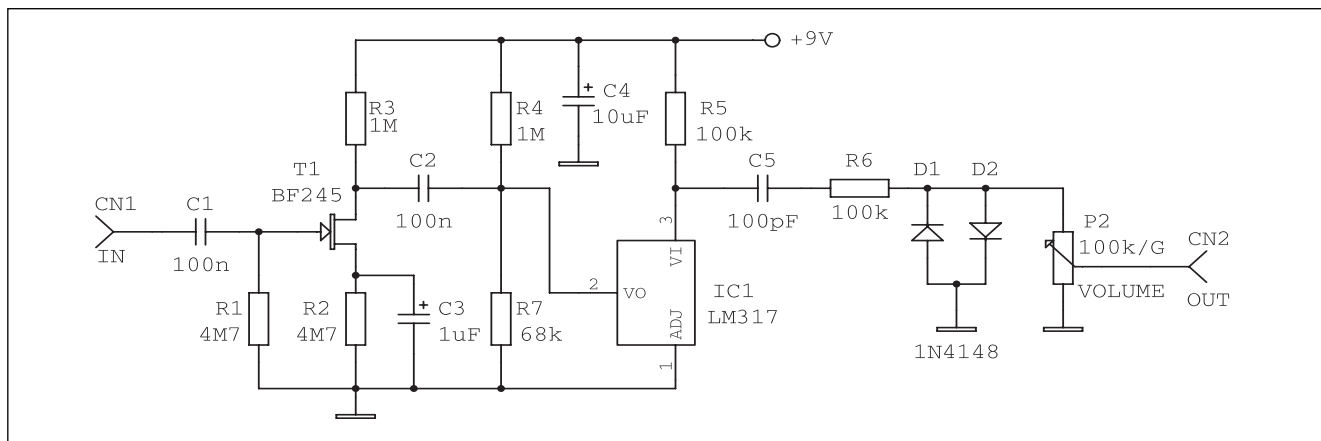 +9V
R3
1M
R4
1M
C4
+
10uF
R5
100k
T1
BF245
C2
100n
C5
100pF
R6
100k
D1
D2
CN1
IN
C1
100n
3
VI
2
VO
ADJ
1
IC1
LM317
P2
100k/G
VOLUME
CN2
OUT
R1
4M7
R2
4M7
+
C3
1uF
R7
68k
1N4148